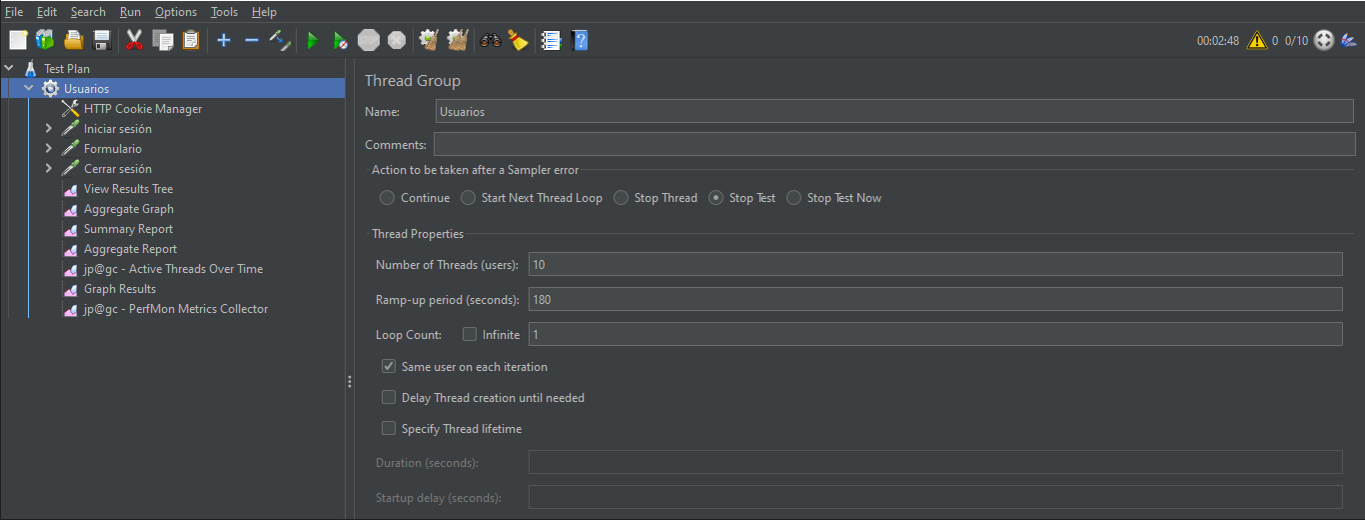 File Edit Search Run Options Tools Help
STOP 00:02:48 0 0/10
Test Plan
Usuarios
HTTP Cookie Manager
Iniciar sesión
Formulario
Cerrar sesión
View Results Tree
Aggregate Graph
Summary Report
Aggregate Report
jp@gc - Active Threads Over Time
Graph Results
jp@gc - PerfMon Metrics Collector
Thread Group
Name: Usuarios
Comments:
Action to be taken after a Sampler error
Continue Start Next Thread Loop Stop Thread Stop Test Stop Test Now
Thread Properties
Number of Threads (users): 10
Ramp-up period (seconds): 180
Loop Count: Infinite 1
Same user on each iteration
Delay Thread creation until needed
Specify Thread lifetime
Duration (seconds):
Startup delay (seconds):